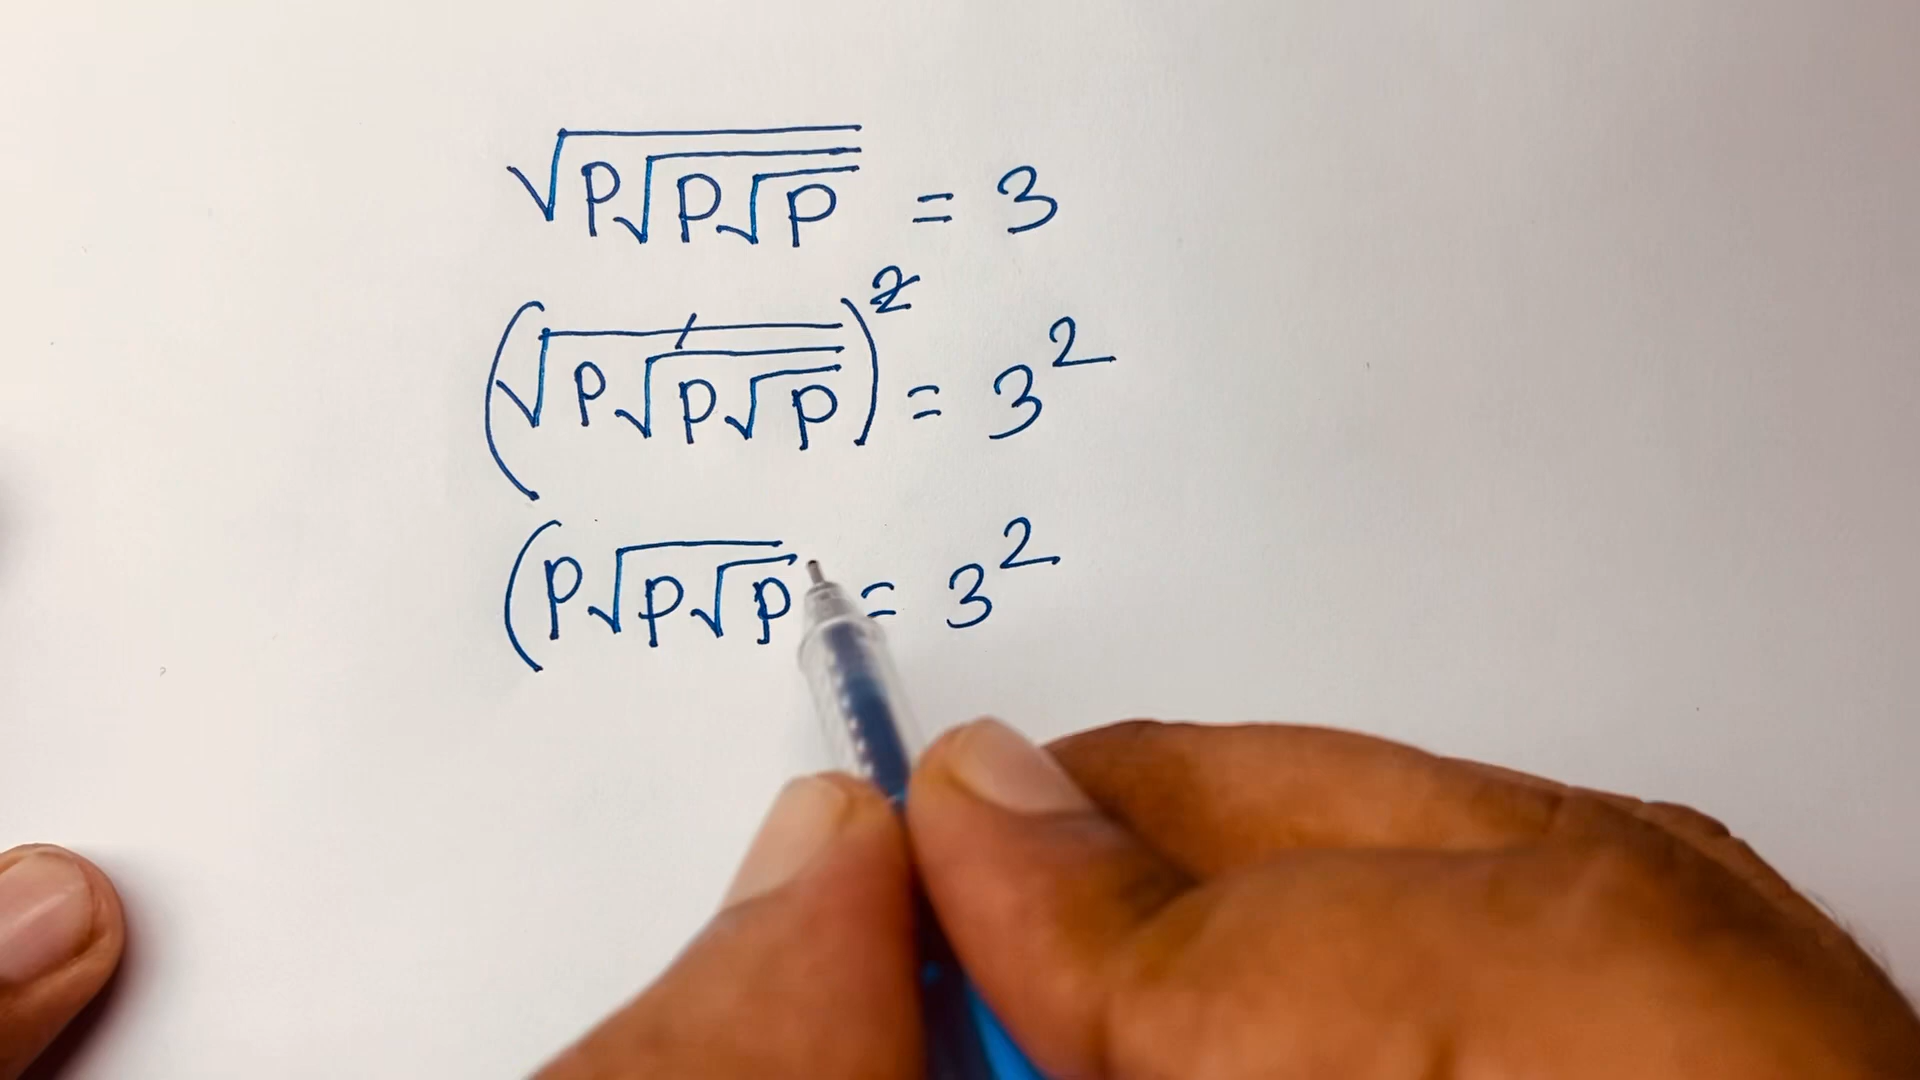 √(P√(P√P)) = 3
(√(P√(P√P)))² = 3²
(P√(P√P) = 3²